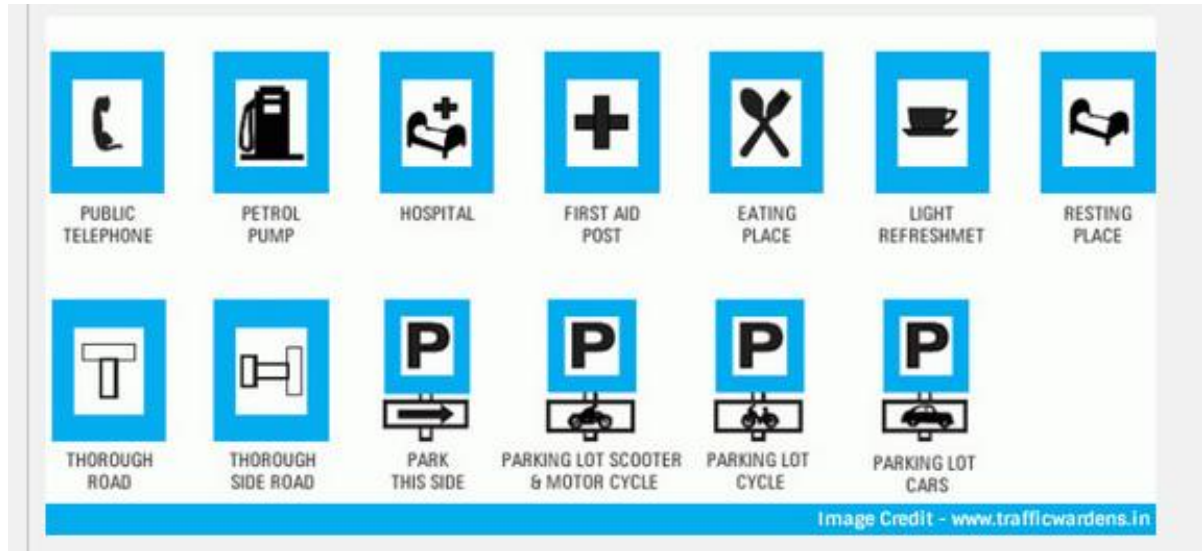 PUBLIC
TELEPHONE
PETROL
PUMP
HOSPITAL
FIRST AID
POST
EATING
PLACE
LIGHT
REFRESHMET
RESTING
PLACE
THOROUGH
ROAD
THOROUGH
SIDE ROAD
P
PARK
THIS SIDE
P
PARKING LOT SCOOTER
& MOTOR CYCLE
P
PARKING LOT
CYCLE
P
PARKING LOT
CARS
Image Credit - www.trafficwardens.in